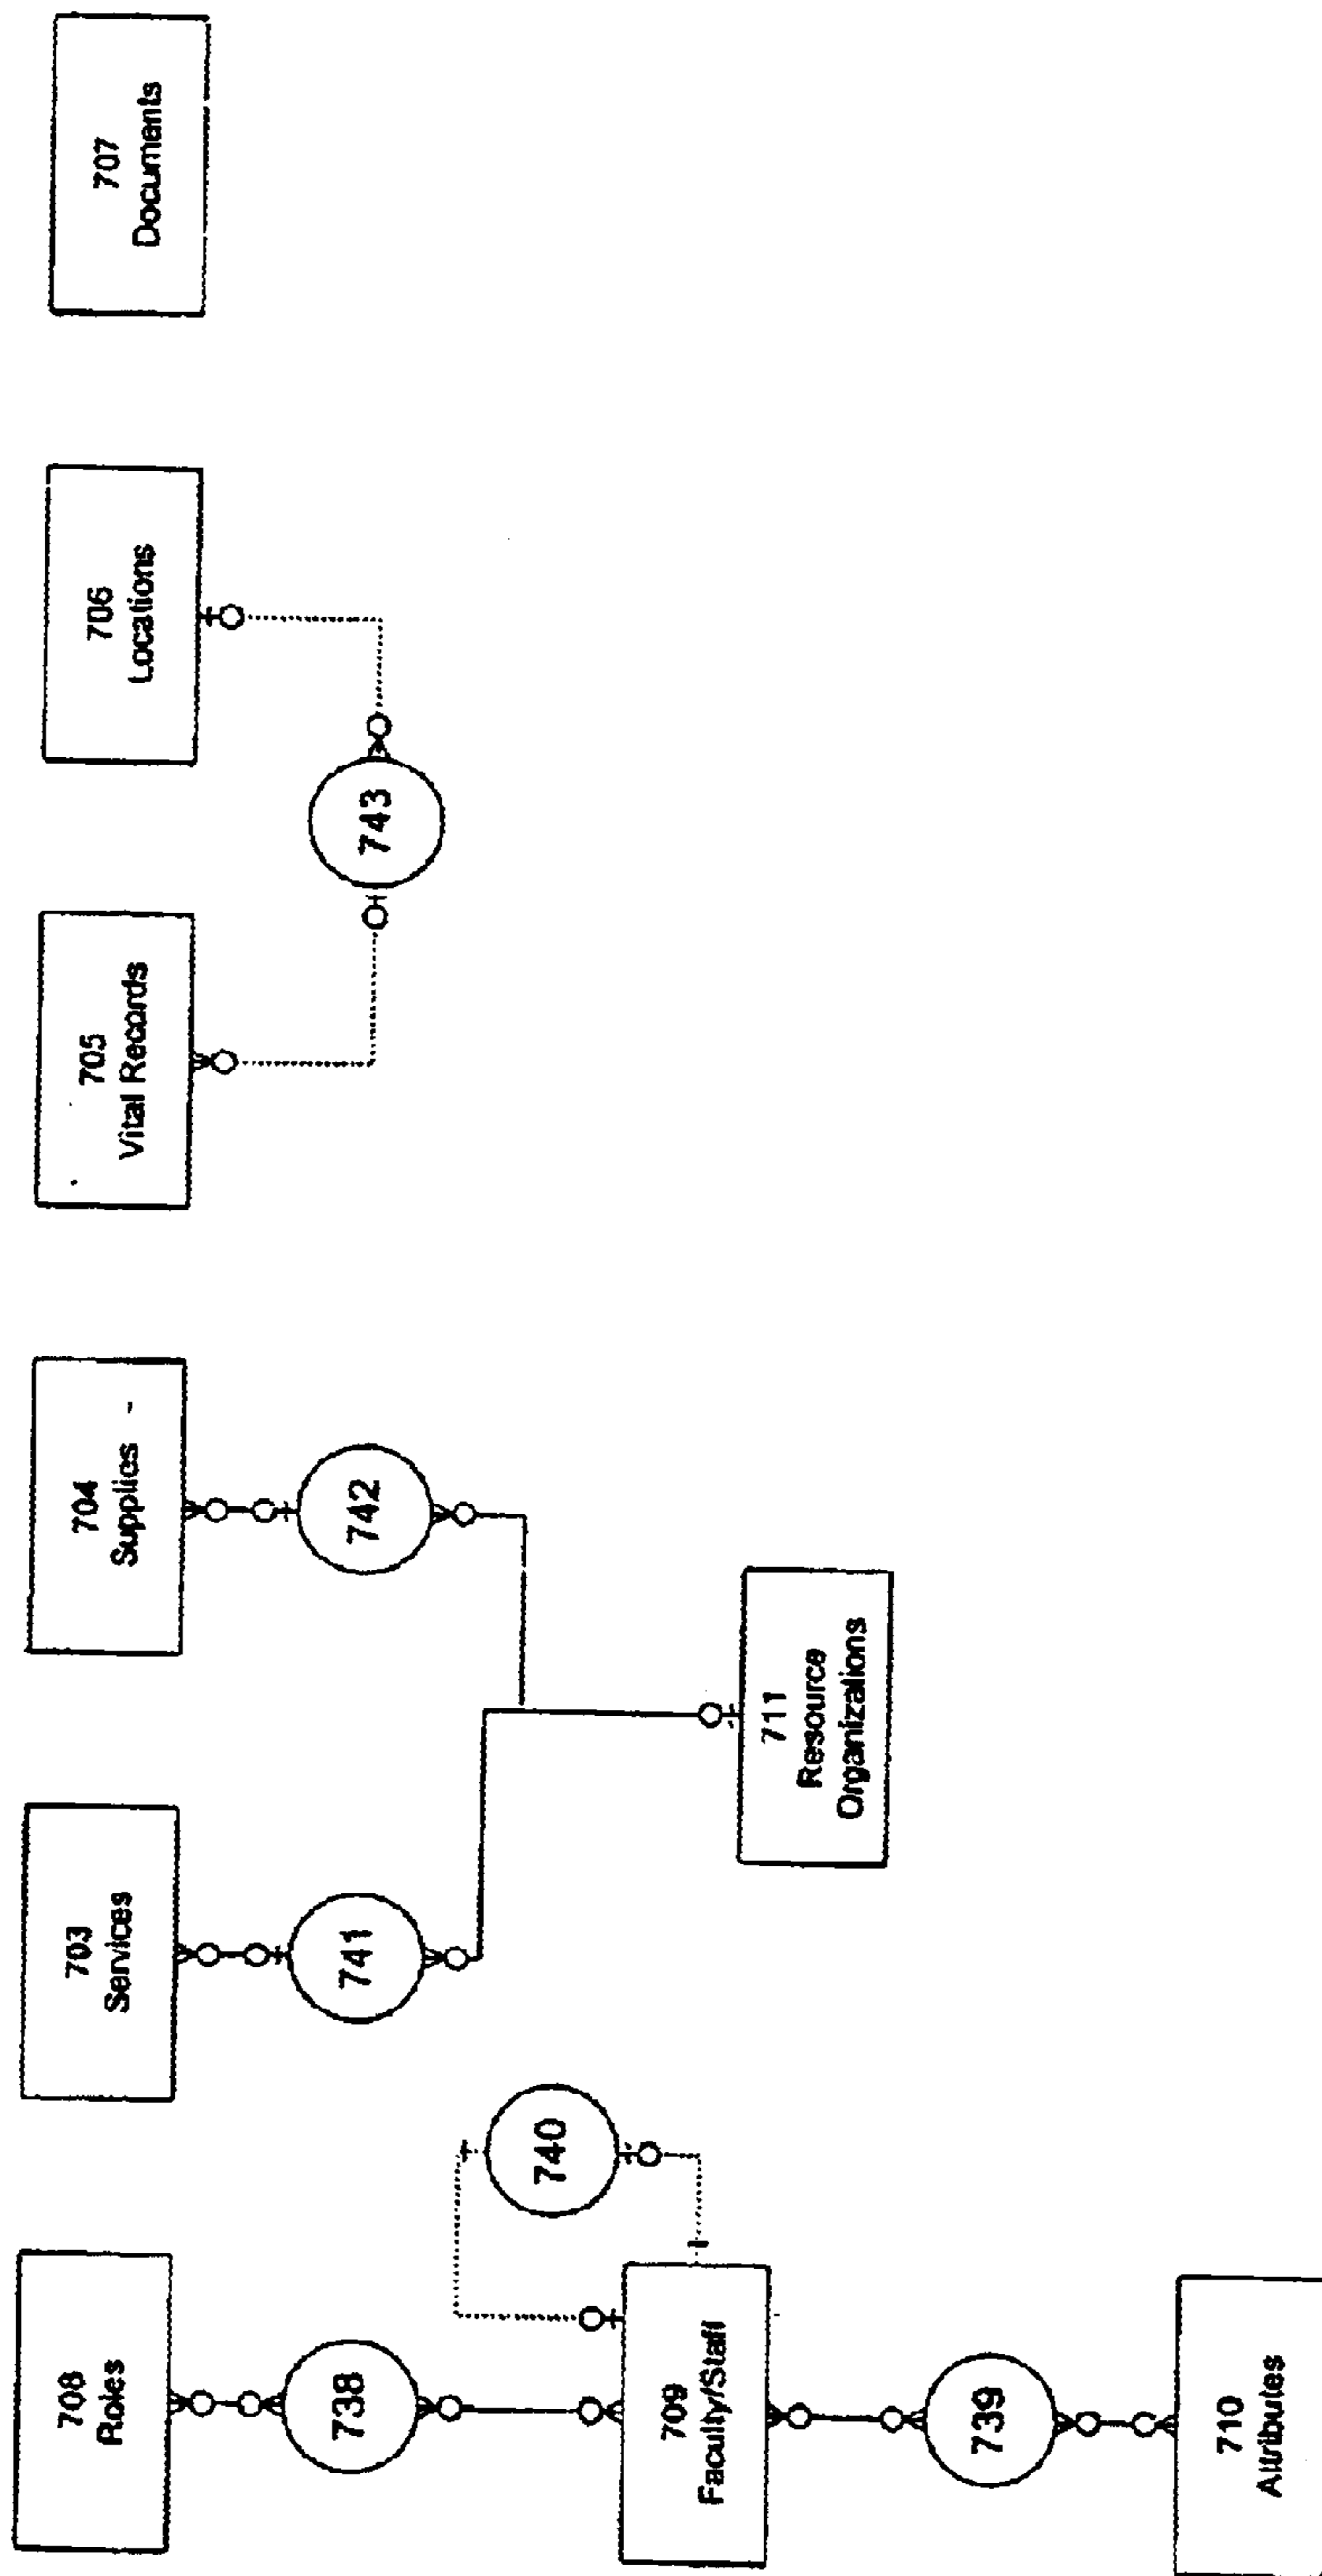 708
Roles
703
Services
704
Supplies -
705
Vital Records
706
Locations
707
Documents
738
741
742
743
740
709
Faculty/Staff
711
Resource
Organizations
739
710
Attributes